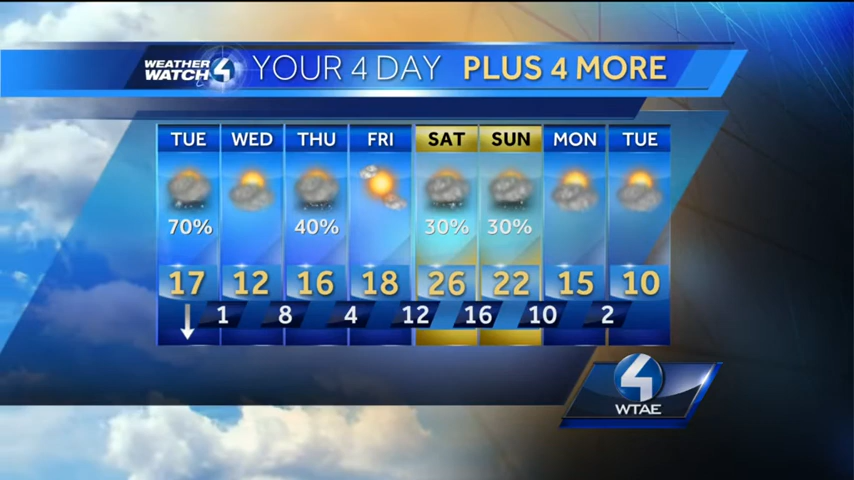 WEATHER WATCH 4 YOUR 4 DAY PLUS 4 MORE
TUE WED THU FRI SAT SUN MON TUE
70% 40% 30% 30%
17 12 16 18 26 22 15 10
1 8 4 12 16 10 2
4
WTAE